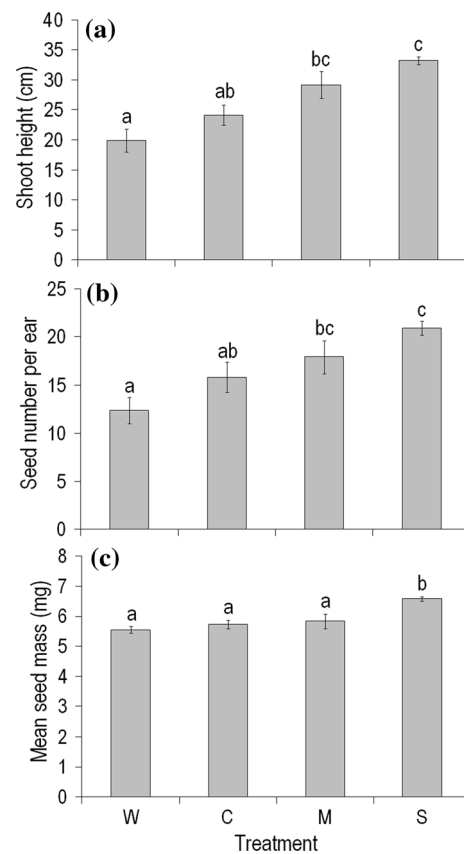 (a)
Shoot height (cm)
40
35
30
25
20
15
10
5
0
a
ab
bc
c
(b)
Seed number per ear
25
20
15
10
5
0
a
ab
bc
c
(c)
Mean seed mass (mg)
8
7
6
5
4
3
2
1
0
a
a
a
b
W C M S
Treatment